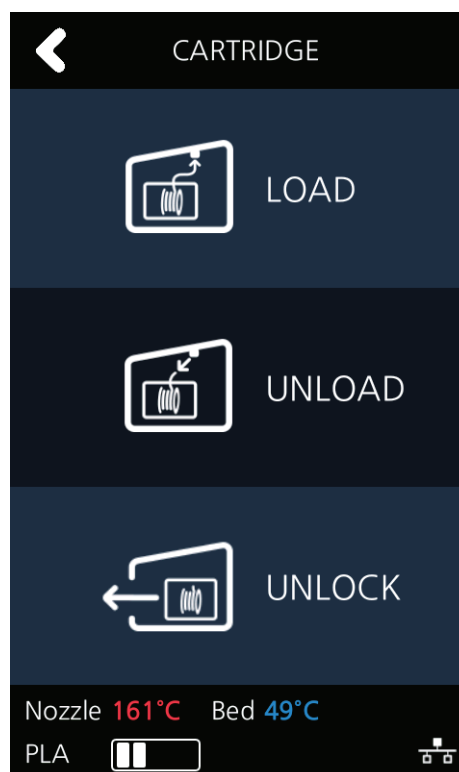 CARTRIDGE
LOAD
UNLOAD
UNLOCK
Nozzle 161°C Bed 49°C
PLA